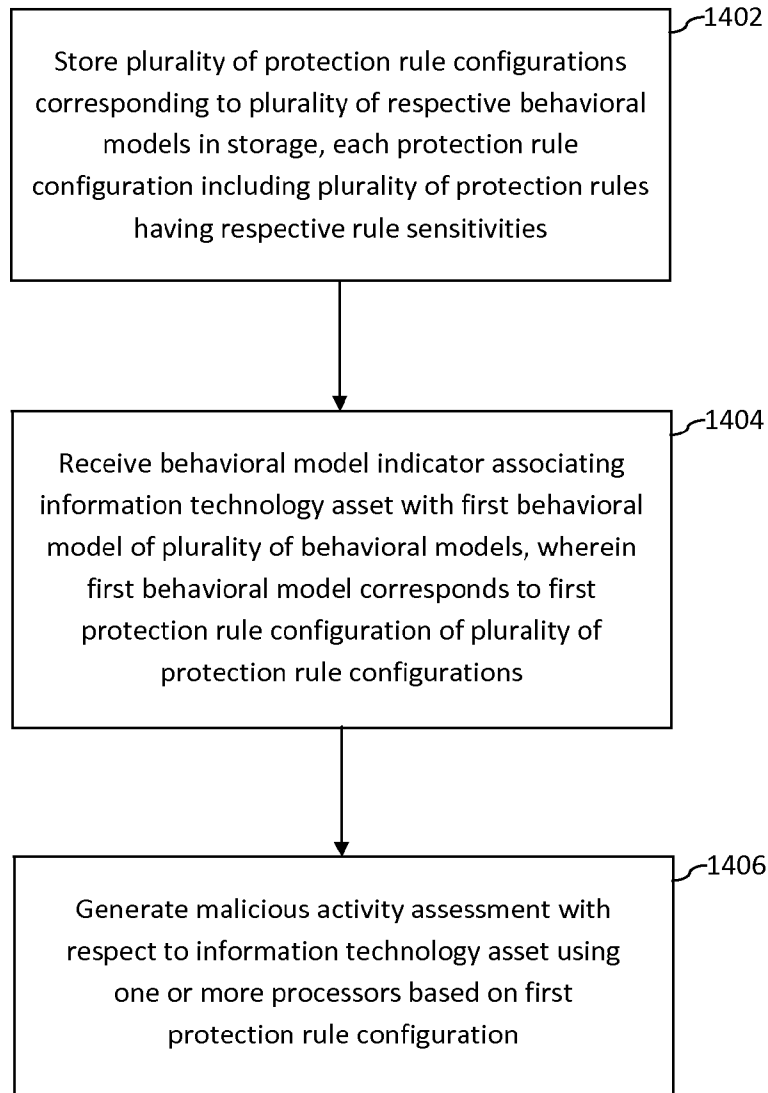 1402
Store plurality of protection rule configurations
corresponding to plurality of respective behavioral
models in storage, each protection rule
configuration including plurality of protection rules
having respective rule sensitivities
1404
Receive behavioral model indicator associating
information technology asset with first behavioral
model of plurality of behavioral models, wherein
first behavioral model corresponds to first
protection rule configuration of plurality of
protection rule configurations
1406
Generate malicious activity assessment with
respect to information technology asset using
one or more processors based on first
protection rule configuration